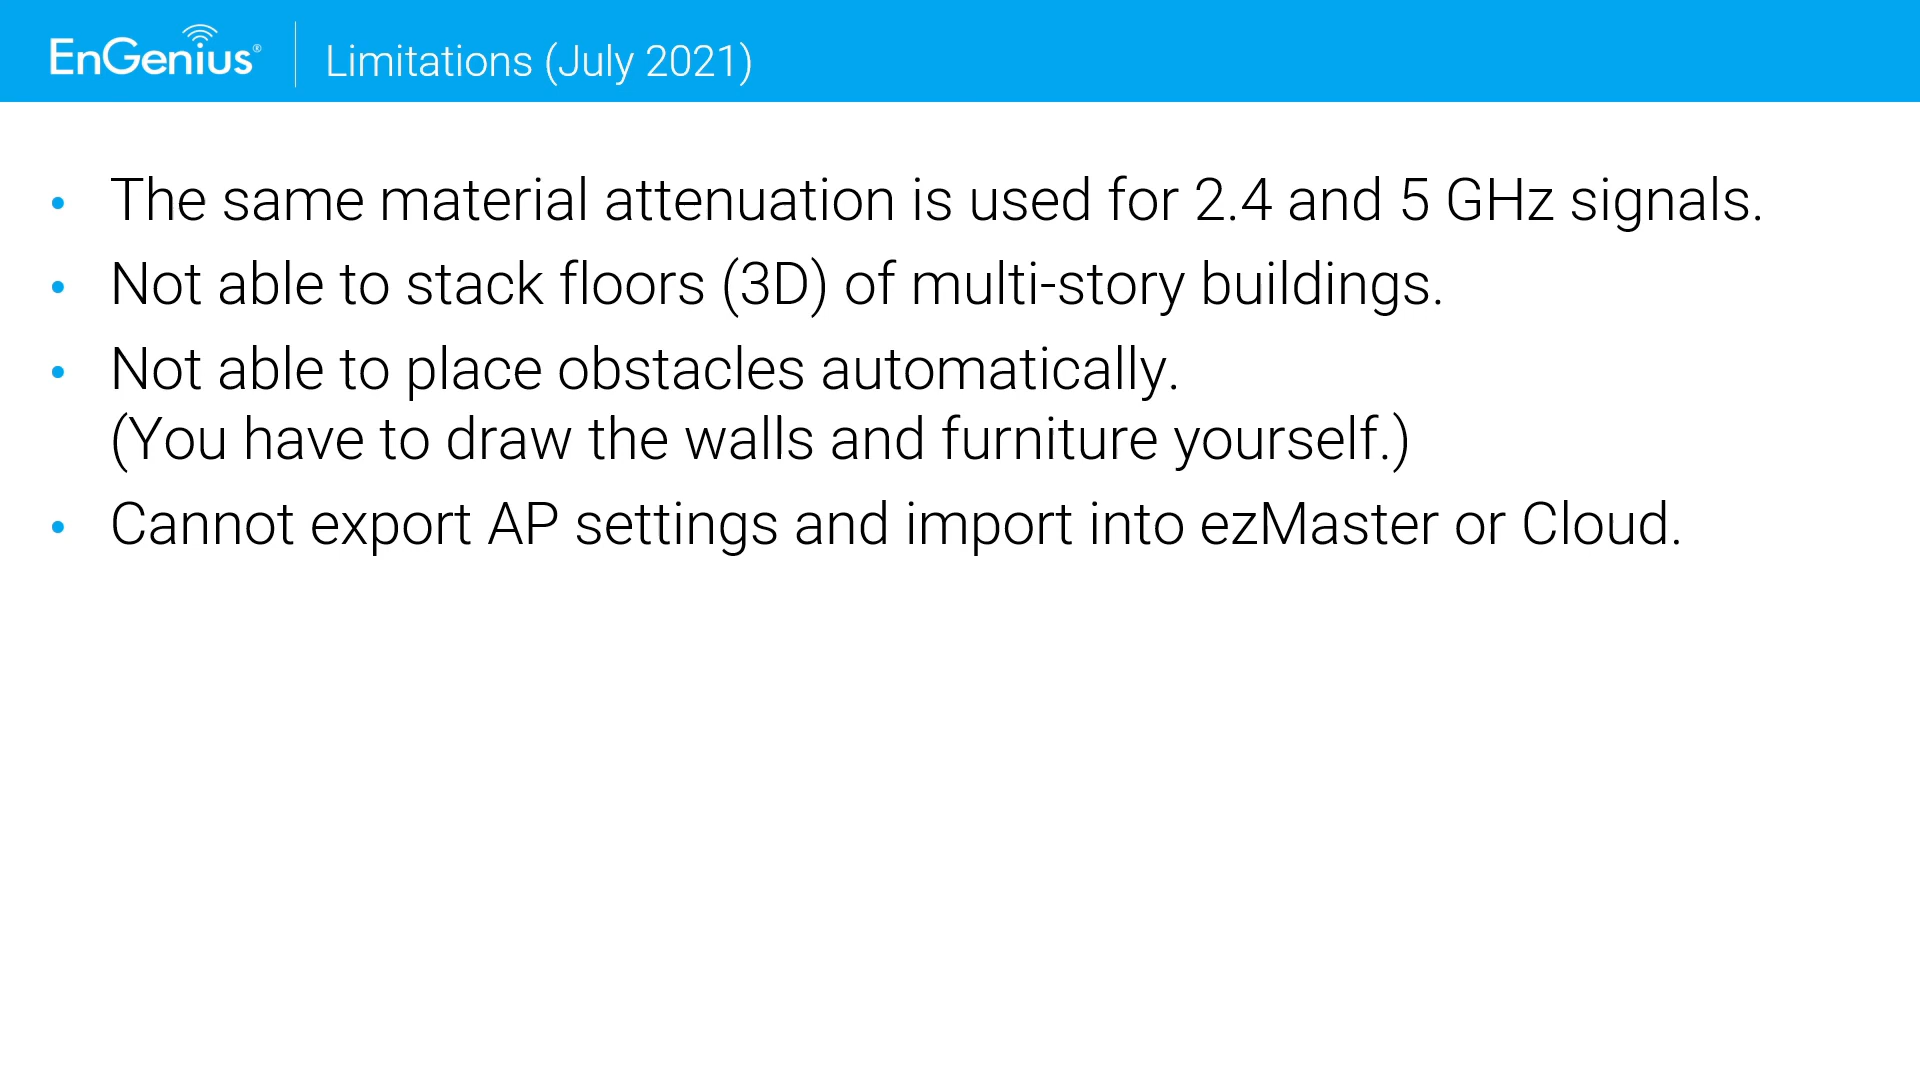 EnGenius®
Limitations (July 2021)
• The same material attenuation is used for 2.4 and 5 GHz signals.
• Not able to stack floors (3D) of multi-story buildings.
• Not able to place obstacles automatically.
(You have to draw the walls and furniture yourself.)
• Cannot export AP settings and import into ezMaster or Cloud.